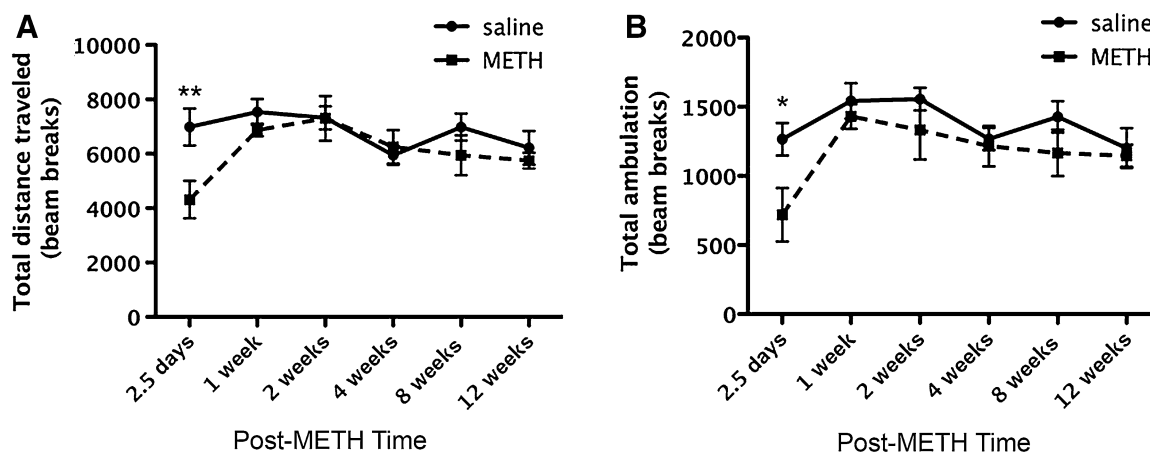 A
saline
METH
Total distance traveled
(beam breaks)
10000
8000
6000
4000
2000
0
**
2.5 days
1 week
2 weeks
4 weeks
8 weeks
12 weeks
Post-METH Time
B
saline
METH
Total ambulation
(beam breaks)
2000
1500
1000
500
0
*
2.5 days
1 week
2 weeks
4 weeks
8 weeks
12 weeks
Post-METH Time